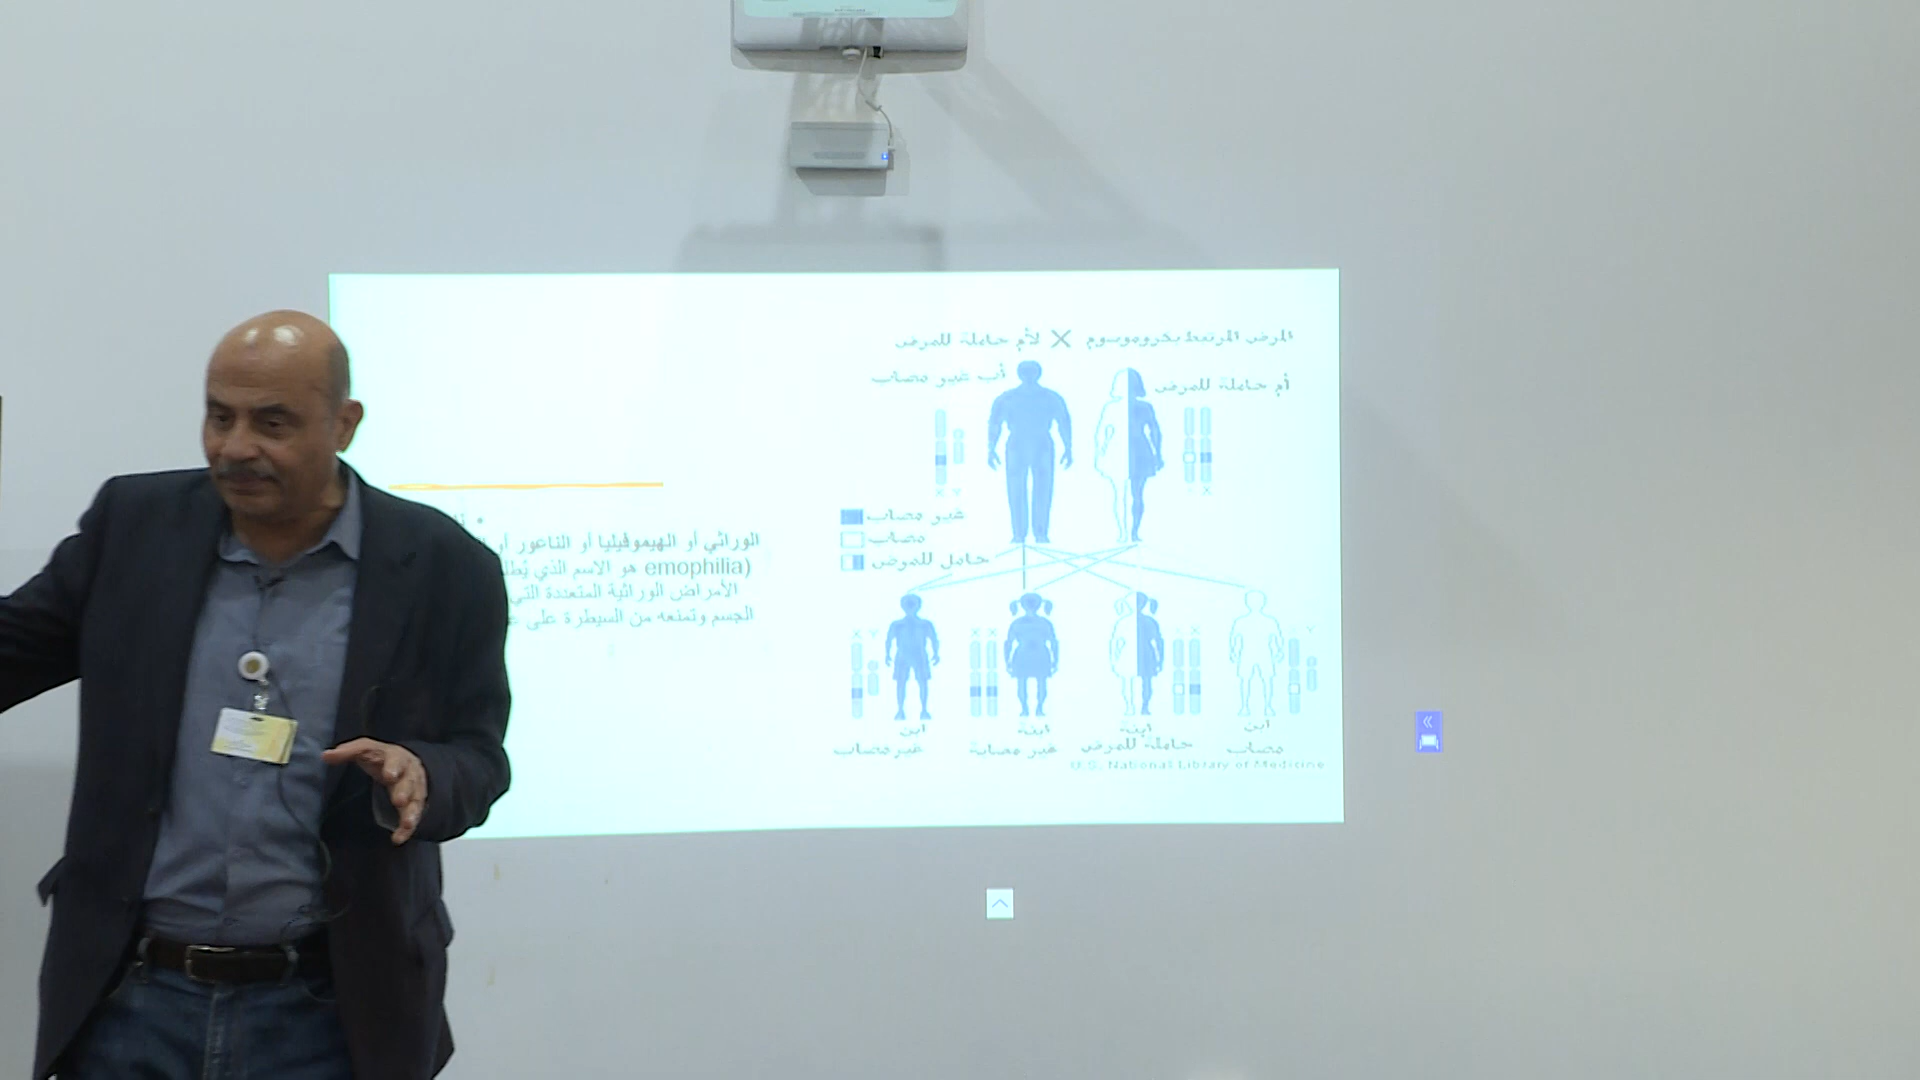 المرض المرتبط بكروموسوم X لأم حاملة للمرض
أب غير مصاب
أم حاملة للمرض
X Y
X
غير مصاب
مصاب
حامل للمرض
الوراثي أو الهيموفيليا أو الناعور أو
(emophilia هو الاسم الذي يُطلق
الأمراض الوراثية المتعددة التي
الجسم وتمنعه من السيطرة على
X Y
X X
ابن
غير مصاب
ابنة
غير مصابة
ابنة
حاملة للمرض
ابن
مصاب
U.S. National Library of Medicine